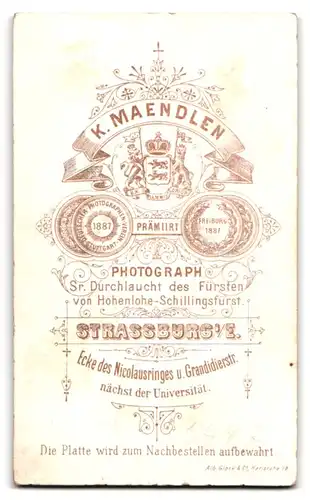 K. MAENDLEN
1887
PRÄMIIRT
FREIBURG
1887
PHOTOGRAPH
Sr. Durchlaucht des Fürsten
von Hohenlohe-Schillingsfürst.
STRASSBURG i/E.
Ecke des Nicolausringes u. Grandidierstr.
nächst der Universität.
Die Platte wird zum Nachbestellen aufbewahrt.